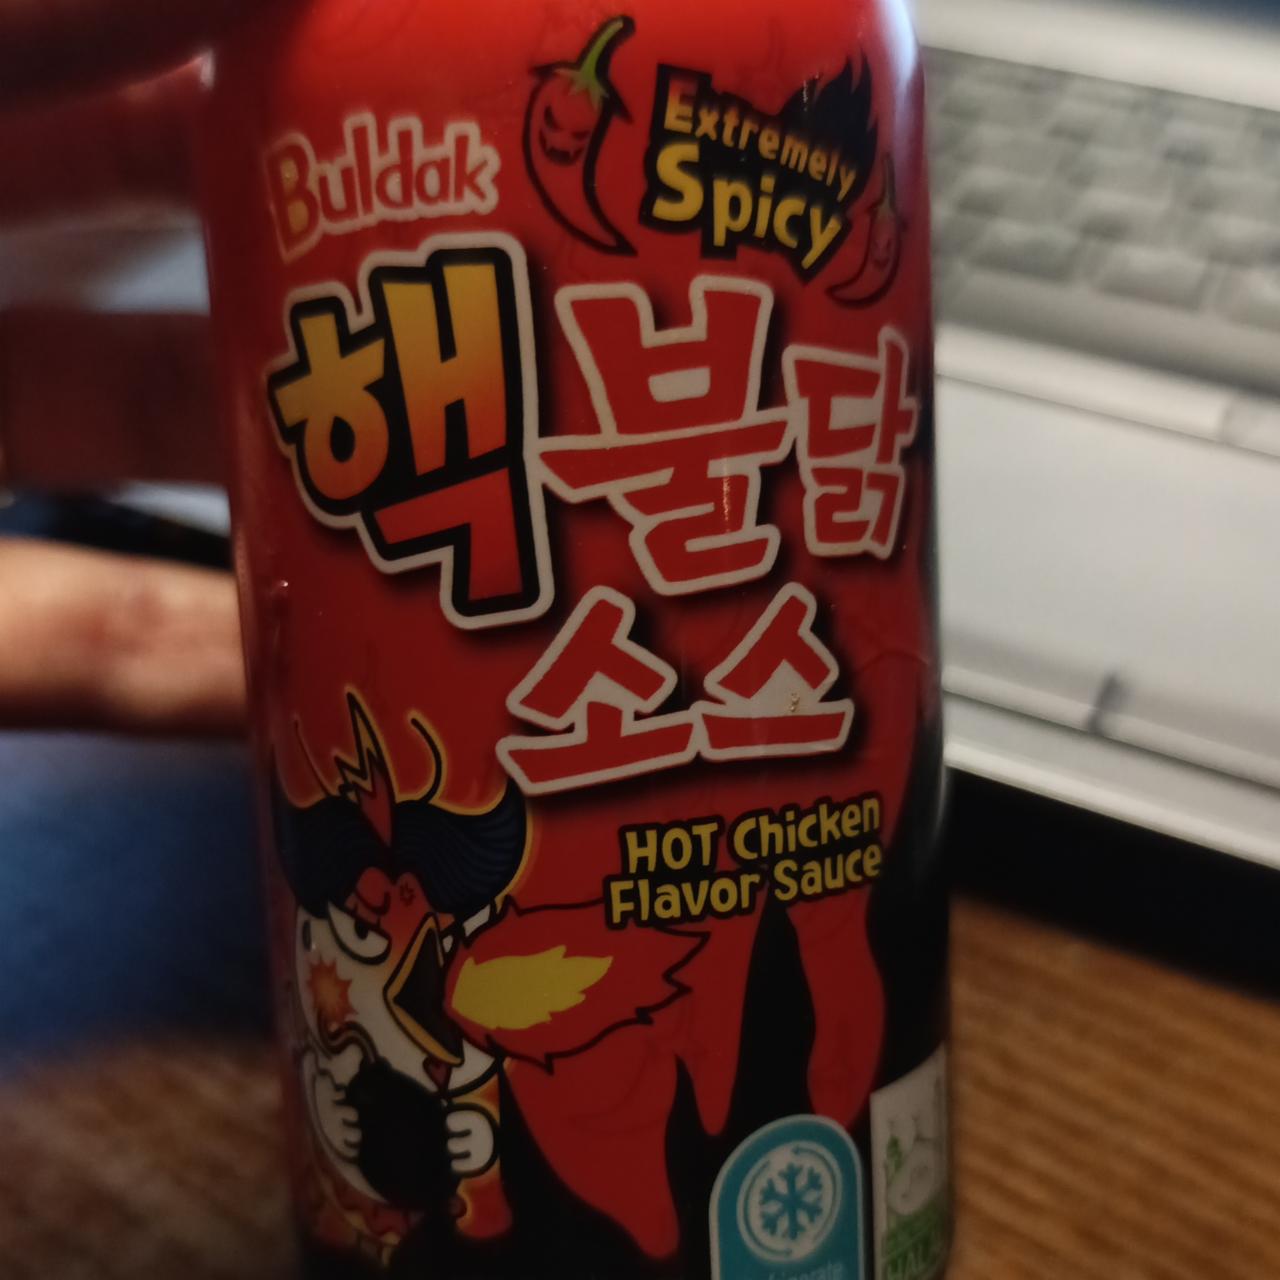 Buldak
Extremely
Spicy
핵불닭
소스
HOT Chicken
Flavor Sauce